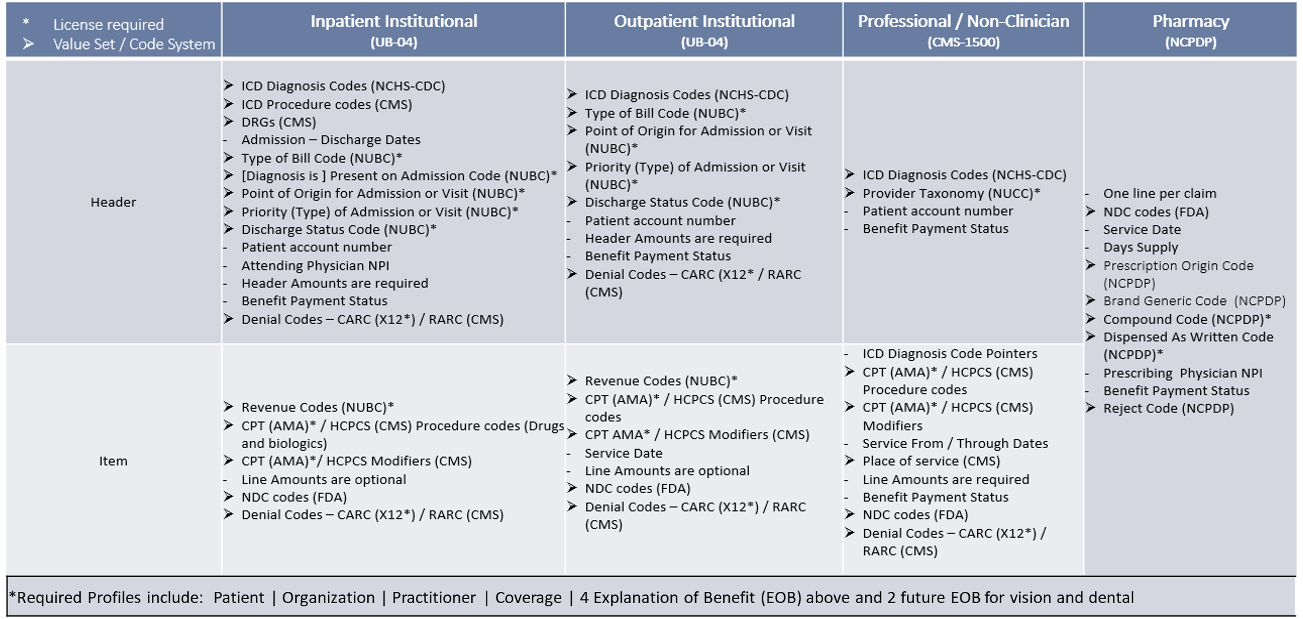 * License required
➢ Value Set / Code System
Inpatient Institutional
(UB-04)
Outpatient Institutional
(UB-04)
Professional / Non-Clinician
(CMS-1500)
Pharmacy
(NCPDP)
Header
➢ ICD Diagnosis Codes (NCHS-CDC)
➢ ICD Procedure codes (CMS)
➢ DRGs (CMS)
- Admission – Discharge Dates
➢ Type of Bill Code (NUBC)*
➢ [Diagnosis is ] Present on Admission Code (NUBC)*
➢ Point of Origin for Admission or Visit (NUBC)*
➢ Priority (Type) of Admission or Visit (NUBC)*
➢ Discharge Status Code (NUBC)*
- Patient account number
- Attending Physician NPI
- Header Amounts are required
- Benefit Payment Status
➢ Denial Codes – CARC (X12*) / RARC (CMS)
➢ ICD Diagnosis Codes (NCHS-CDC)
➢ Type of Bill Code (NUBC)*
➢ Point of Origin for Admission or Visit
(NUBC)*
➢ Priority (Type) of Admission or Visit
(NUBC)*
➢ Discharge Status Code (NUBC)*
- Patient account number
- Header Amounts are required
- Benefit Payment Status
➢ Denial Codes – CARC (X12* / RARC
(CMS)
➢ ICD Diagnosis Codes (NCHS-CDC)
➢ Provider Taxonomy (NUCC)*
- Patient account number
- Benefit Payment Status
- One line per claim
➢ NDC codes (FDA)
- Service Date
- Days Supply
➢ Prescription Origin Code
(NCPDP)
➢ Brand Generic Code (NCPDP)
➢ Compound Code (NCPDP)*
➢ Dispensed As Written Code
(NCPDP)*
- Prescribing Physician NPI
- Benefit Payment Status
➢ Reject Code (NCPDP)
Item
➢ Revenue Codes (NUBC)*
➢ CPT (AMA)* / HCPCS (CMS) Procedure codes (Drugs
and biologics)
➢ CPT (AMA)*/ HCPCS Modifiers (CMS)
- Line Amounts are optional
➢ NDC codes (FDA)
➢ Denial Codes – CARC (X12*) / RARC (CMS)
➢ Revenue Codes (NUBC)*
➢ CPT (AMA)* / HCPCS (CMS) Procedure
codes
➢ CPT AMA* / HCPCS Modifiers (CMS)
- Service Date
- Line Amounts are optional
➢ NDC codes (FDA)
➢ Denial Codes – CARC (X12*) / RARC
(CMS)
- ICD Diagnosis Code Pointers
➢ CPT (AMA)* / HCPCS (CMS)
Procedure codes
➢ CPT (AMA)* / HCPCS (CMS)
Modifiers
- Service From / Through Dates
➢ Place of service (CMS)
- Line Amounts are required
- Benefit Payment Status
➢ NDC codes (FDA)
➢ Denial Codes – CARC (X12*) /
RARC (CMS)
*Required Profiles include: Patient | Organization | Practitioner | Coverage | 4 Explanation of Benefit (EOB) above and 2 future EOB for vision and dental